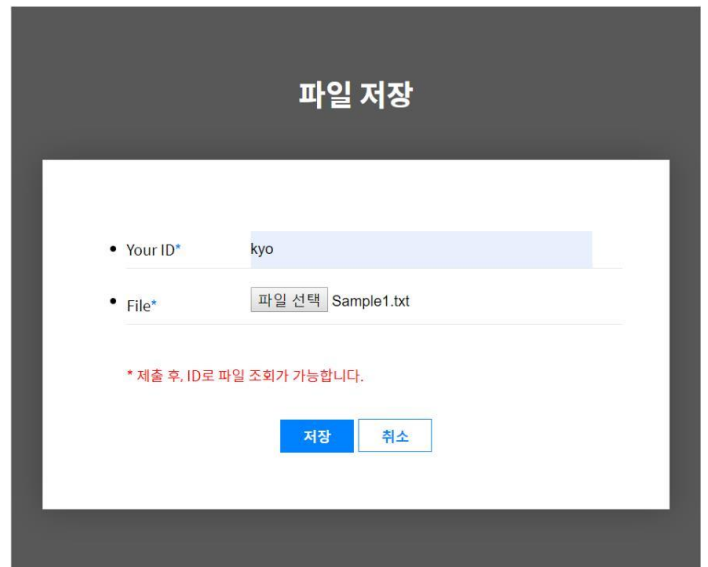 파일 저장
• Your ID* kyo
• File* 파일 선택 Sample1.txt
* 제출 후, ID로 파일 조회가 가능합니다.
저장 취소